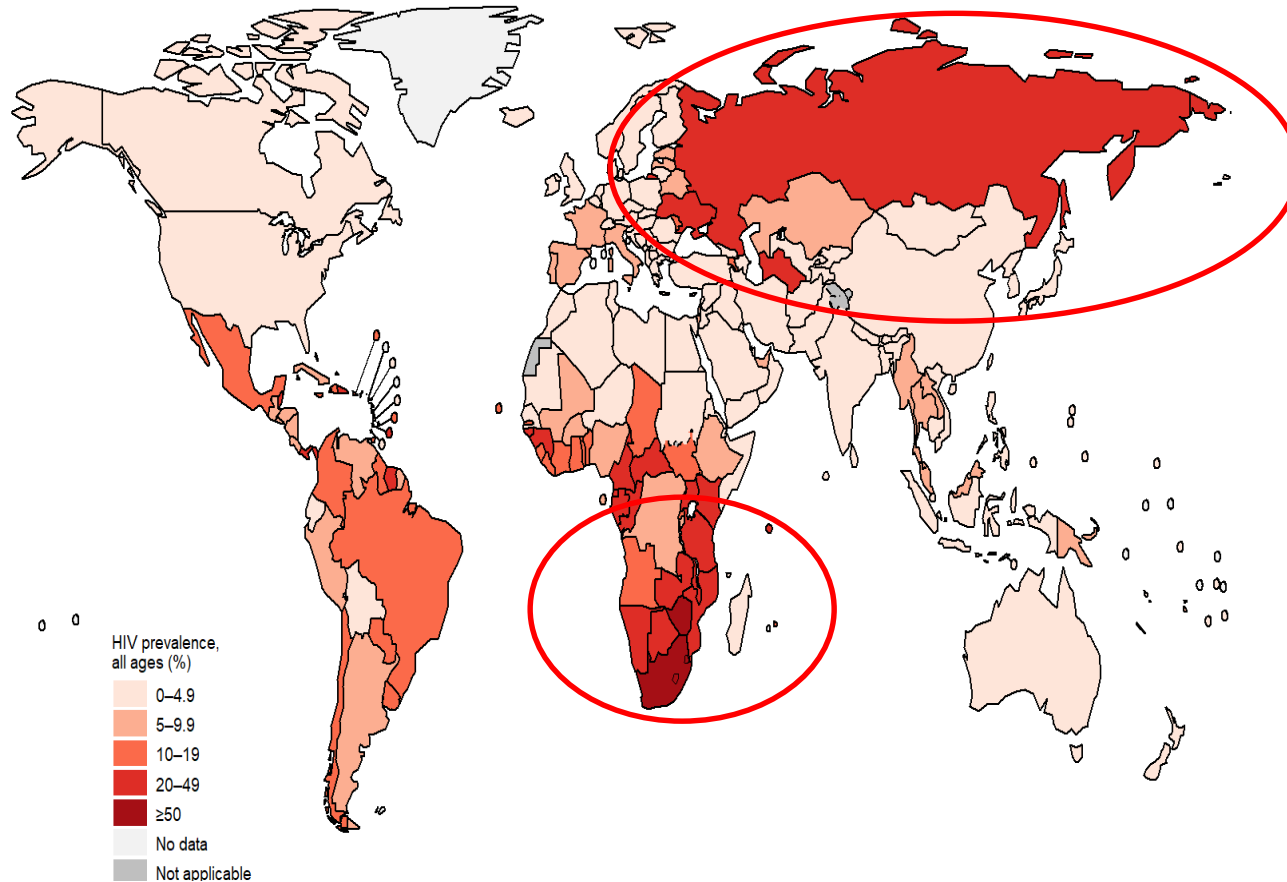 HIV prevalence,
all ages (%)
0–4.9
5–9.9
10–19
20–49
≥50
No data
Not applicable